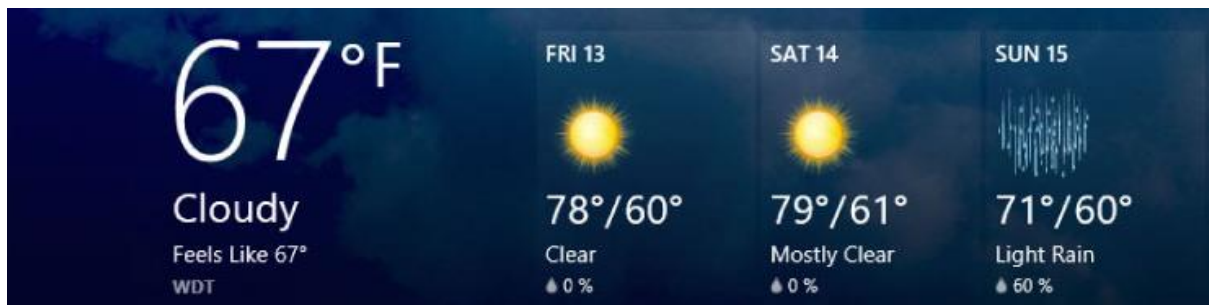 67°F
Cloudy
Feels Like 67°
WDT
FRI 13
78°/60°
Clear
0 %
SAT 14
79°/61°
Mostly Clear
0 %
SUN 15
71°/60°
Light Rain
60 %